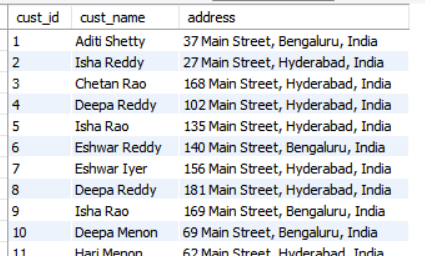 cust_id cust_name address
1 Aditi Shetty 37 Main Street, Bengaluru, India
2 Isha Reddy 27 Main Street, Hyderabad, India
3 Chetan Rao 168 Main Street, Hyderabad, India
4 Deepa Reddy 102 Main Street, Hyderabad, India
5 Isha Rao 135 Main Street, Hyderabad, India
6 Eshwar Reddy 140 Main Street, Bengaluru, India
7 Eshwar Iyer 156 Main Street, Hyderabad, India
8 Deepa Reddy 181 Main Street, Hyderabad, India
9 Isha Rao 169 Main Street, Bengaluru, India
10 Deepa Menon 69 Main Street, Bengaluru, India
11 Hari Menon 62 Main Street, Hyderabad, India